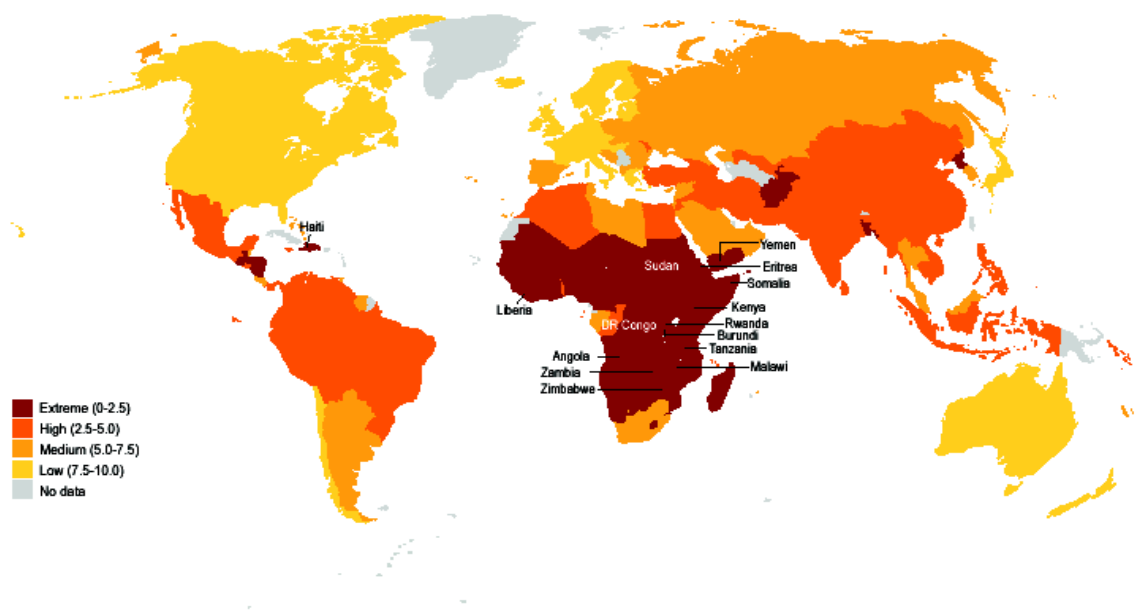 Haiti
Yemen
Sudan
Eritrea
Somalia
Liberia
Kenya
DR Congo
Rwanda
Burundi
Tanzania
Angola
Malawi
Zambia
Zimbabwe
Extreme (0-2.5)
High (2.5-5.0)
Medium (5.0-7.5)
Low (7.5-10.0)
No data